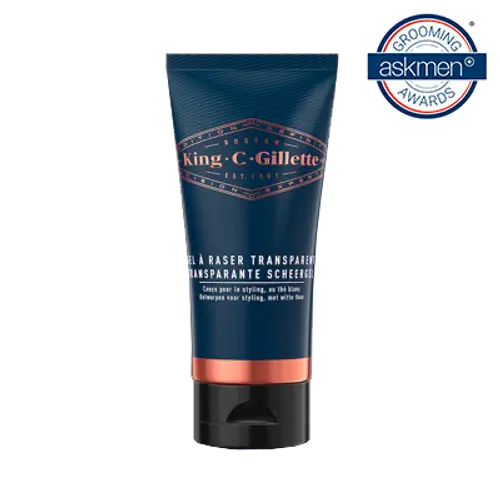 GROOMING
askmen
AWARDS
BOSTON
King·C·Gillette
EST. 1901
EL À RASER TRANSPARENT
RANSPARANTE SCHEERGEL
Conçu pour le styling, au thé blanc
Ontworpen voor styling, met witte thee